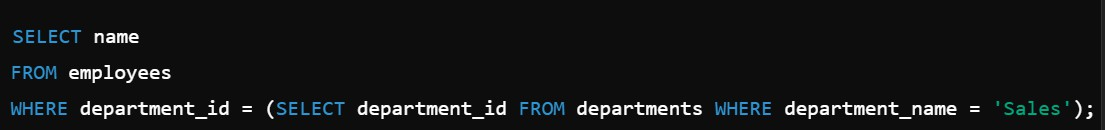 SELECT name
FROM employees
WHERE department_id = (SELECT department_id FROM departments WHERE department_name = 'Sales');